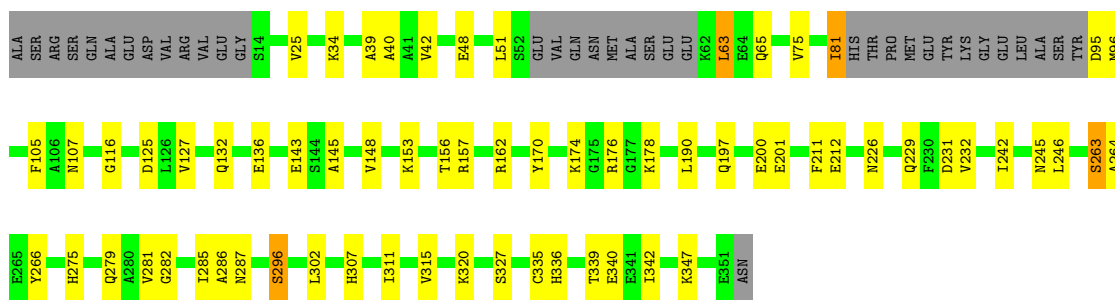 ALA SER ARG SER GLN ALA GLU ASP VAL ARG VAL GLU GLY S14 V25 K34 A39 A40 A41 V42 E48 L51 S52 GLU VAL GLN ASN MET ALA SER GLU GLU K62 L63 E64 Q65 V75 I81 HIS THR PRO MET GLU TYR LYS GLY GLU LEU ALA SER TYR D95
F105 A106 N107 G116 D125 L126 V127 Q132 E136 E143 S144 A145 V148 K153 T156 R157 R162 Y170 K174 G175 R176 G177 K178 L190 Q197 E200 E201 F211 E212 N226 Q229 F230 D231 V232 I242 N245 L246 S263
E265 Y266 H275 Q279 A280 V281 G282 I285 A286 N287 S296 L302 H307 I311 V315 K320 S327 C335 H336 T339 E340 E341 I342 K347 E351 ASN